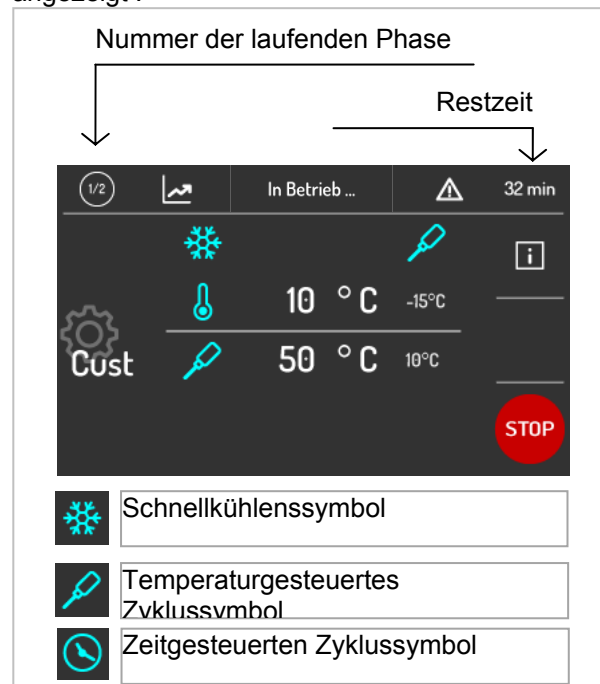 angezeigt :
Nummer der laufenden Phase
Restzeit
1/2 In Betrieb ... 32 min
i
10 °C -15°C
Cust
50 °C 10°C
STOP
Schnellkühlenssymbol
Temperaturgesteuertes
Zyklussymbol
Zeitgesteuerten Zyklussymbol